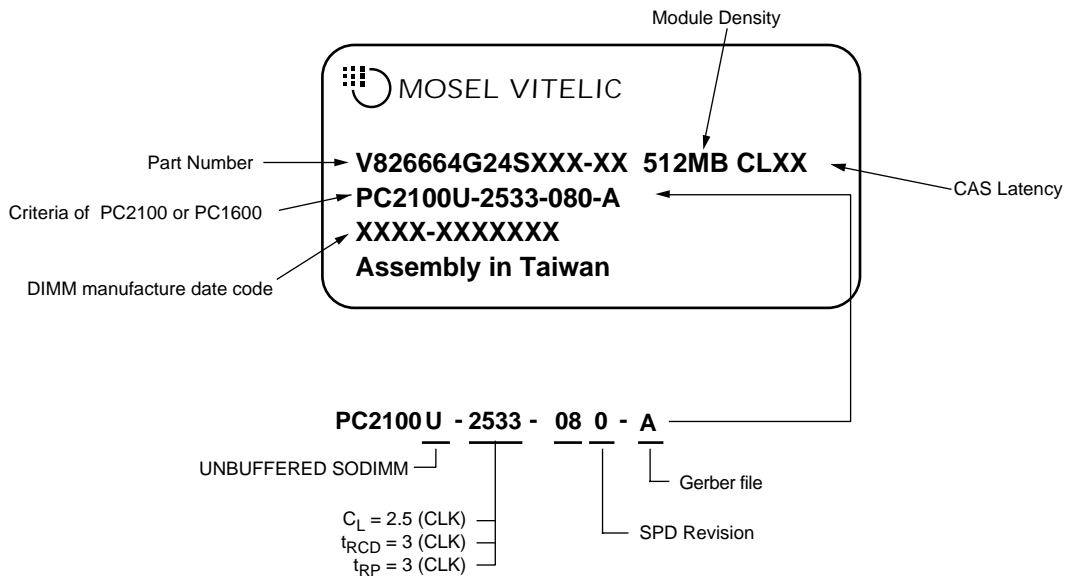 Module Density
MOSEL VITELIC
Part Number
V826664G24SXXX-XX 512MB CLXX
CAS Latency
Criteria of PC2100 or PC1600
PC2100U-2533-080-A
XXXX-XXXXXXX
DIMM manufacture date code
Assembly in Taiwan
PC2100 U - 2533 - 08 0 - A
UNBUFFERED SODIMM
Gerber file
CL = 2.5 (CLK)
tRCD = 3 (CLK)
tRP = 3 (CLK)
SPD Revision